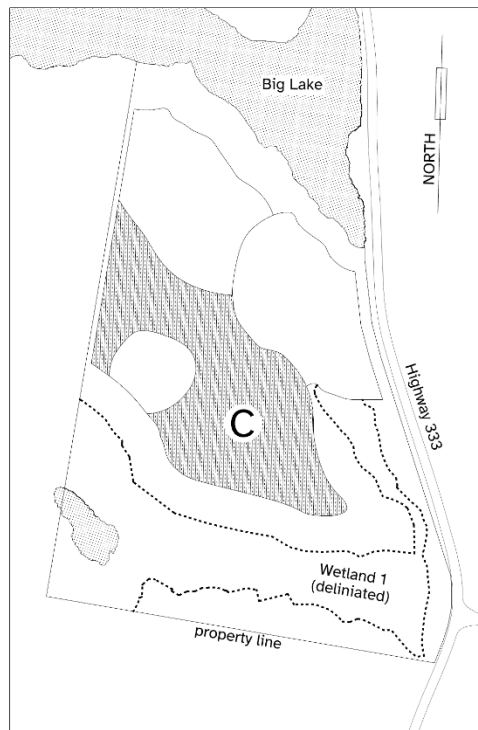 Big Lake
NORTH
Highway 333
C
Wetland 1
(deliniated)
property line